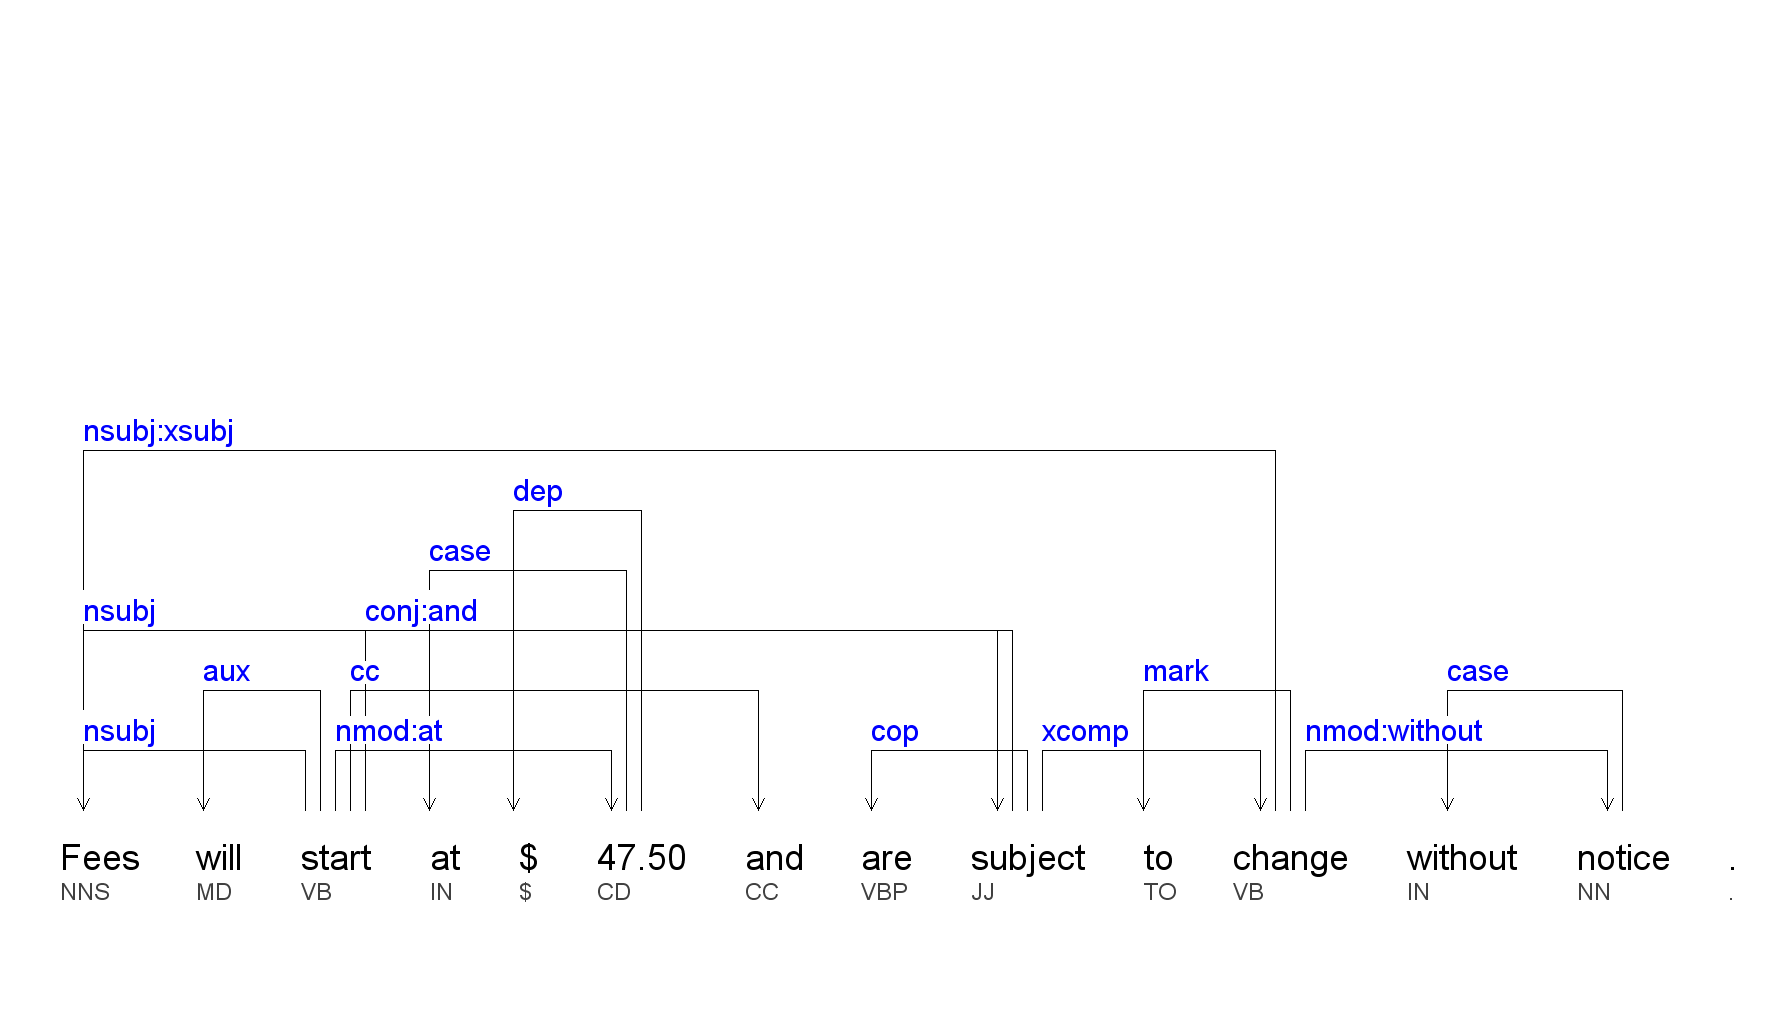 nsubj:xsubj
dep
case
nsubj conj:and
aux cc mark case
nsubj nmod:at cop xcomp nmod:without
Fees will start at $ 47.50 and are subject to change without notice .
NNS MD VB IN $ CD CC VBP JJ TO VB IN NN .